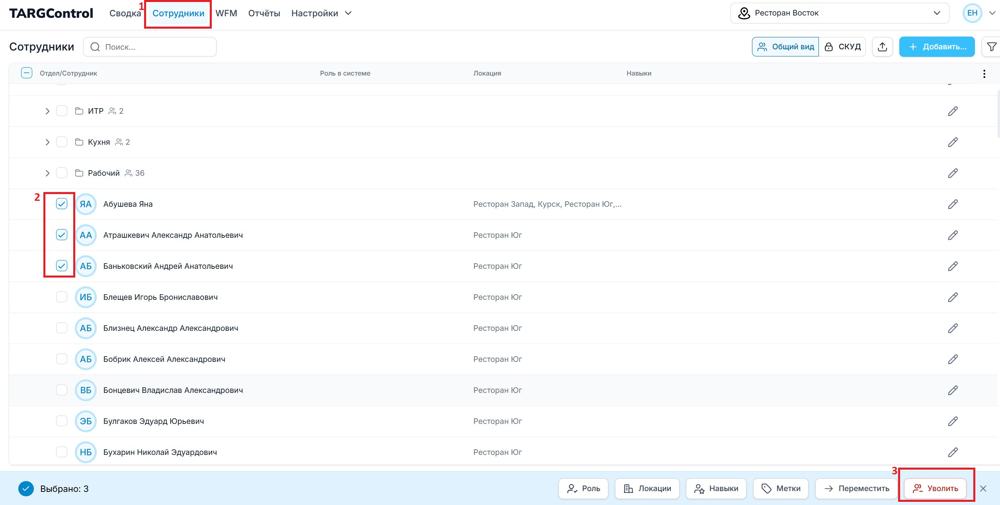 TARGControl Сводка 1 Сотрудники WFM Отчёты Настройки Ресторан Восток ЕН
Сотрудники Поиск... Общий вид СКУД Добавить...
Отдел/Сотрудник Роль в системе Локация Навыки
ИТР 2
Кухня 2
Рабочий 36
2 ЯА Абушева Яна Ресторан Запад, Курск, Ресторан Юг,...
АА Атрашкевич Александр Анатольевич Ресторан Юг
АБ Баньковский Андрей Анатольевич Ресторан Юг
ИБ Блещев Игорь Брониславович Ресторан Юг
АБ Близнец Александр Александрович Ресторан Юг
АБ Бобрик Алексей Александрович Ресторан Юг
ВБ Бонцевич Владислав Александрович Ресторан Юг
ЭБ Булгаков Эдуард Юрьевич Ресторан Юг
НБ Бухарин Николай Эдуардович Ресторан Юг
Выбрано: 3 Роль Локации Навыки Метки Переместить 3 Уволить